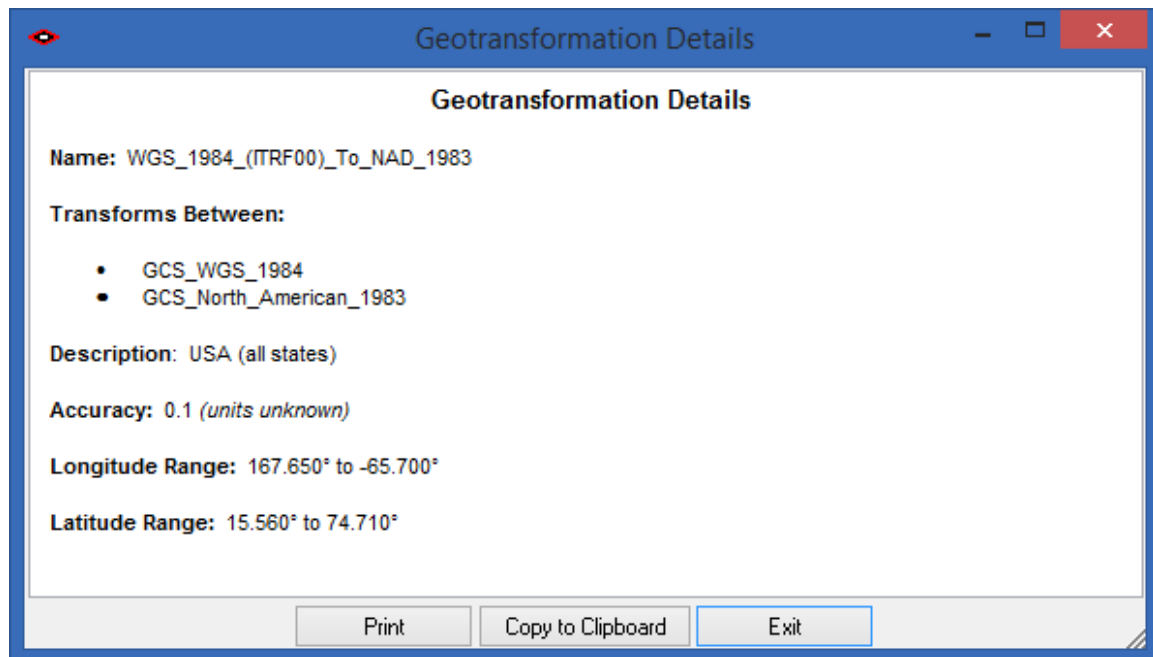 Geotransformation Details
Geotransformation Details
Name: WGS_1984_(ITRF00)_To_NAD_1983
Transforms Between:
• GCS_WGS_1984
• GCS_North_American_1983
Description: USA (all states)
Accuracy: 0.1 (units unknown)
Longitude Range: 167.650° to -65.700°
Latitude Range: 15.560° to 74.710°
Print Copy to Clipboard Exit